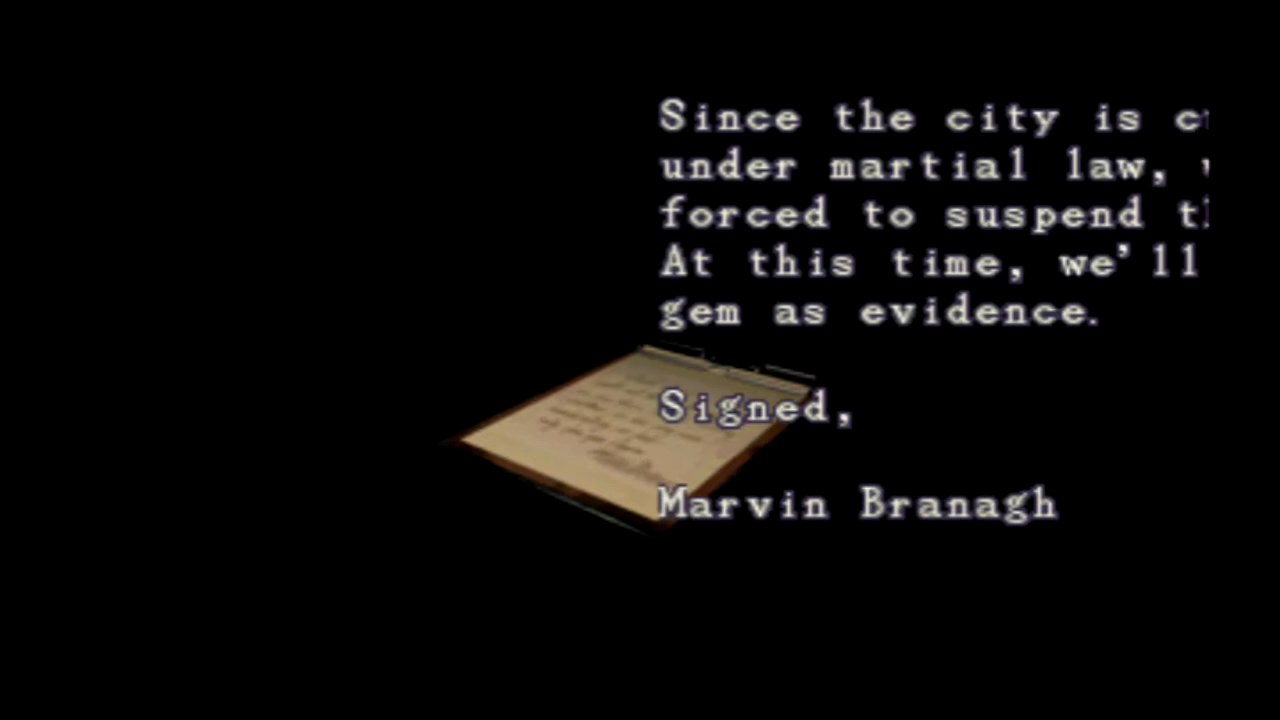 Since the city is
under martial law,
forced to suspend
At this time, we'll
gem as evidence.
Signed,
Marvin Branagh